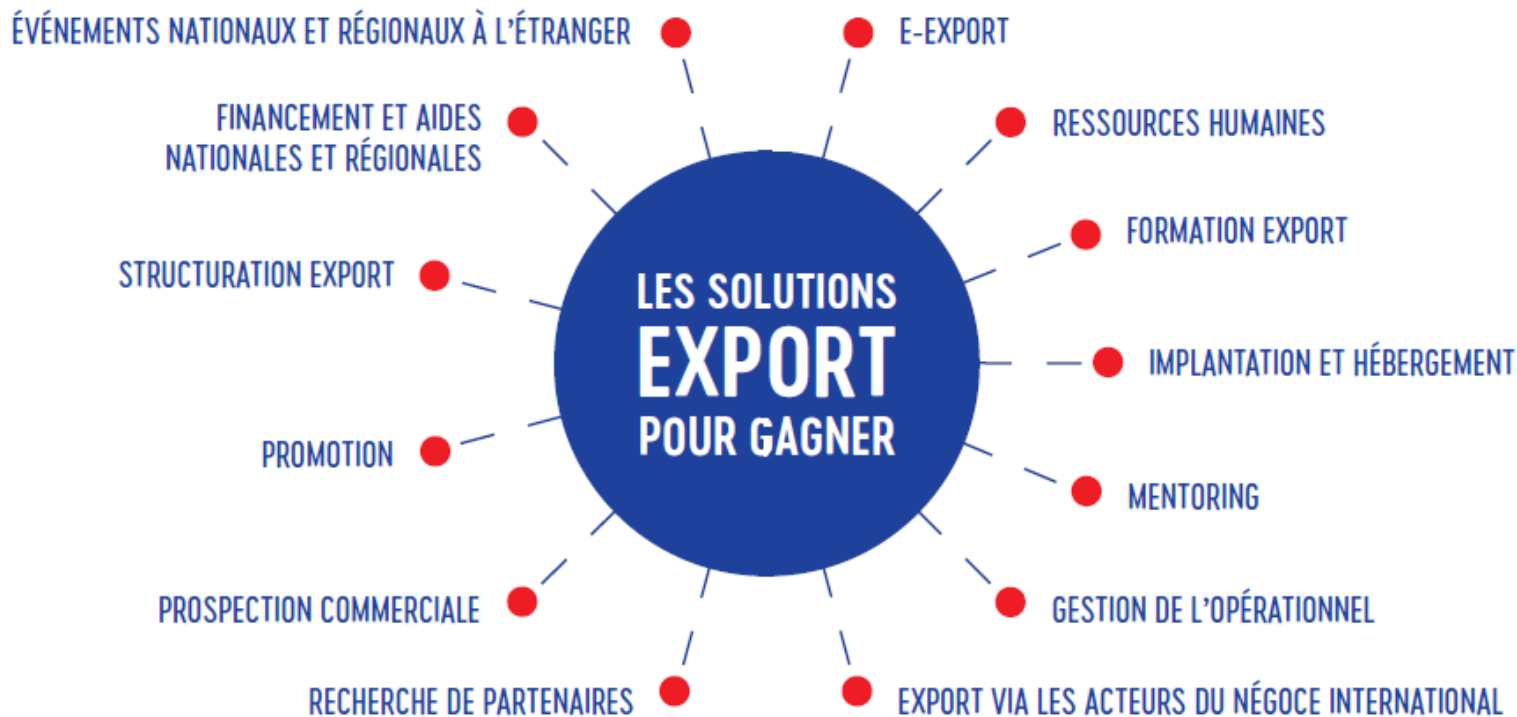 ÉVÉNEMENTS NATIONAUX ET RÉGIONAUX À L'ÉTRANGER
E-EXPORT
FINANCEMENT ET AIDES
NATIONALES ET RÉGIONALES
RESSOURCES HUMAINES
FORMATION EXPORT
STRUCTURATION EXPORT
LES SOLUTIONS
EXPORT
POUR GAGNER
IMPLANTATION ET HÉBERGEMENT
PROMOTION
MENTORING
PROSPECTION COMMERCIALE
GESTION DE L'OPÉRATIONNEL
RECHERCHE DE PARTENAIRES
EXPORT VIA LES ACTEURS DU NÉGOCE INTERNATIONAL